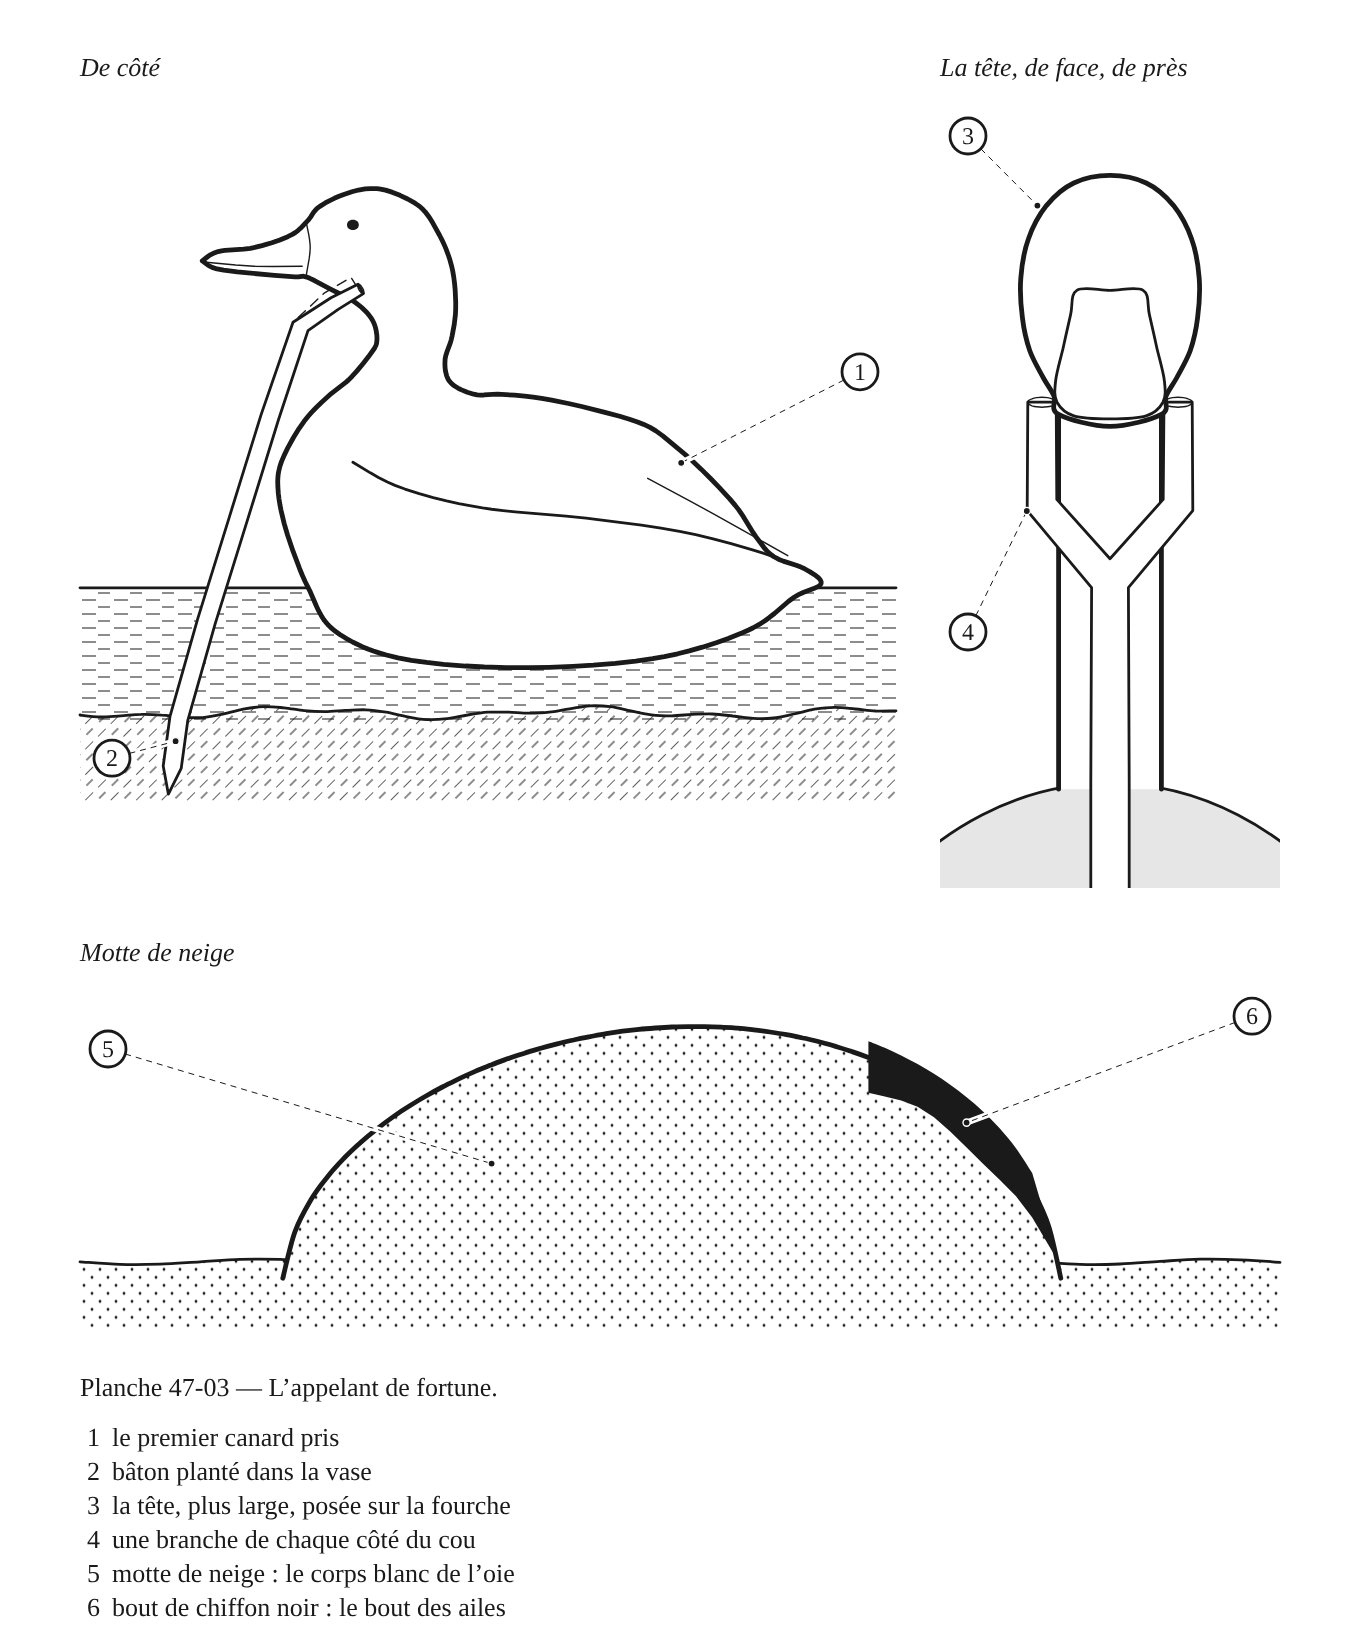 De côté
La tête, de face, de près
3
1
4
2
Motte de neige
5
6
Planche 47-03 — L’appelant de fortune.
1 le premier canard pris
2 bâton planté dans la vase
3 la tête, plus large, posée sur la fourche
4 une branche de chaque côté du cou
5 motte de neige : le corps blanc de l’oie
6 bout de chiffon noir : le bout des ailes